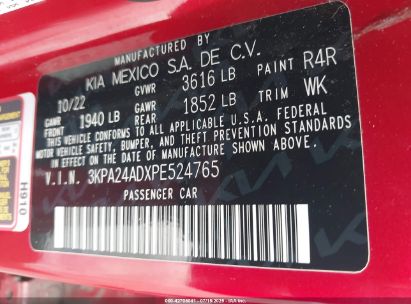 KIA MEXICO S.A. DE C.V.
10/22 GVWR 3616 LB PAINT R4R
GAWR FRONT 1940 LB GAWR REAR 1852 LB TRIM WK
THIS VEHICLE CONFORMS TO ALL APPLICABLE U.S.A. FEDERAL
MOTOR VEHICLE SAFETY, BUMPER, AND THEFT PREVENTION STANDARDS
IN EFFECT ON THE DATE OF MANUFACTURE SHOWN ABOVE.
V.I.N. 3KPA24ADXPE524765
PASSENGER CAR
H910